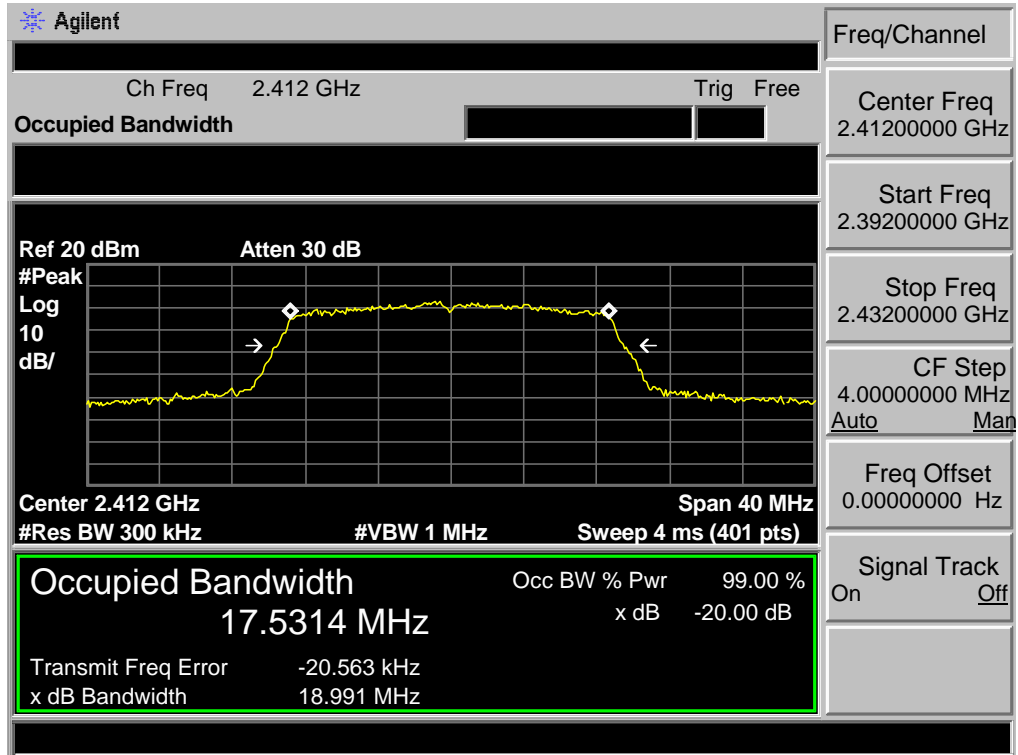 Agilent
Freq/Channel
Ch Freq 2.412 GHz Trig Free
Occupied Bandwidth
Center Freq
2.41200000 GHz
Start Freq
2.39200000 GHz
Stop Freq
2.43200000 GHz
CF Step
4.00000000 MHz
Auto Man
Freq Offset
0.00000000 Hz
Signal Track
On Off
Ref 20 dBm Atten 30 dB
#Peak
Log
10
dB/
Center 2.412 GHz Span 40 MHz
#Res BW 300 kHz #VBW 1 MHz Sweep 4 ms (401 pts)
Occupied Bandwidth Occ BW % Pwr 99.00 %
17.5314 MHz x dB -20.00 dB
Transmit Freq Error -20.563 kHz
x dB Bandwidth 18.991 MHz